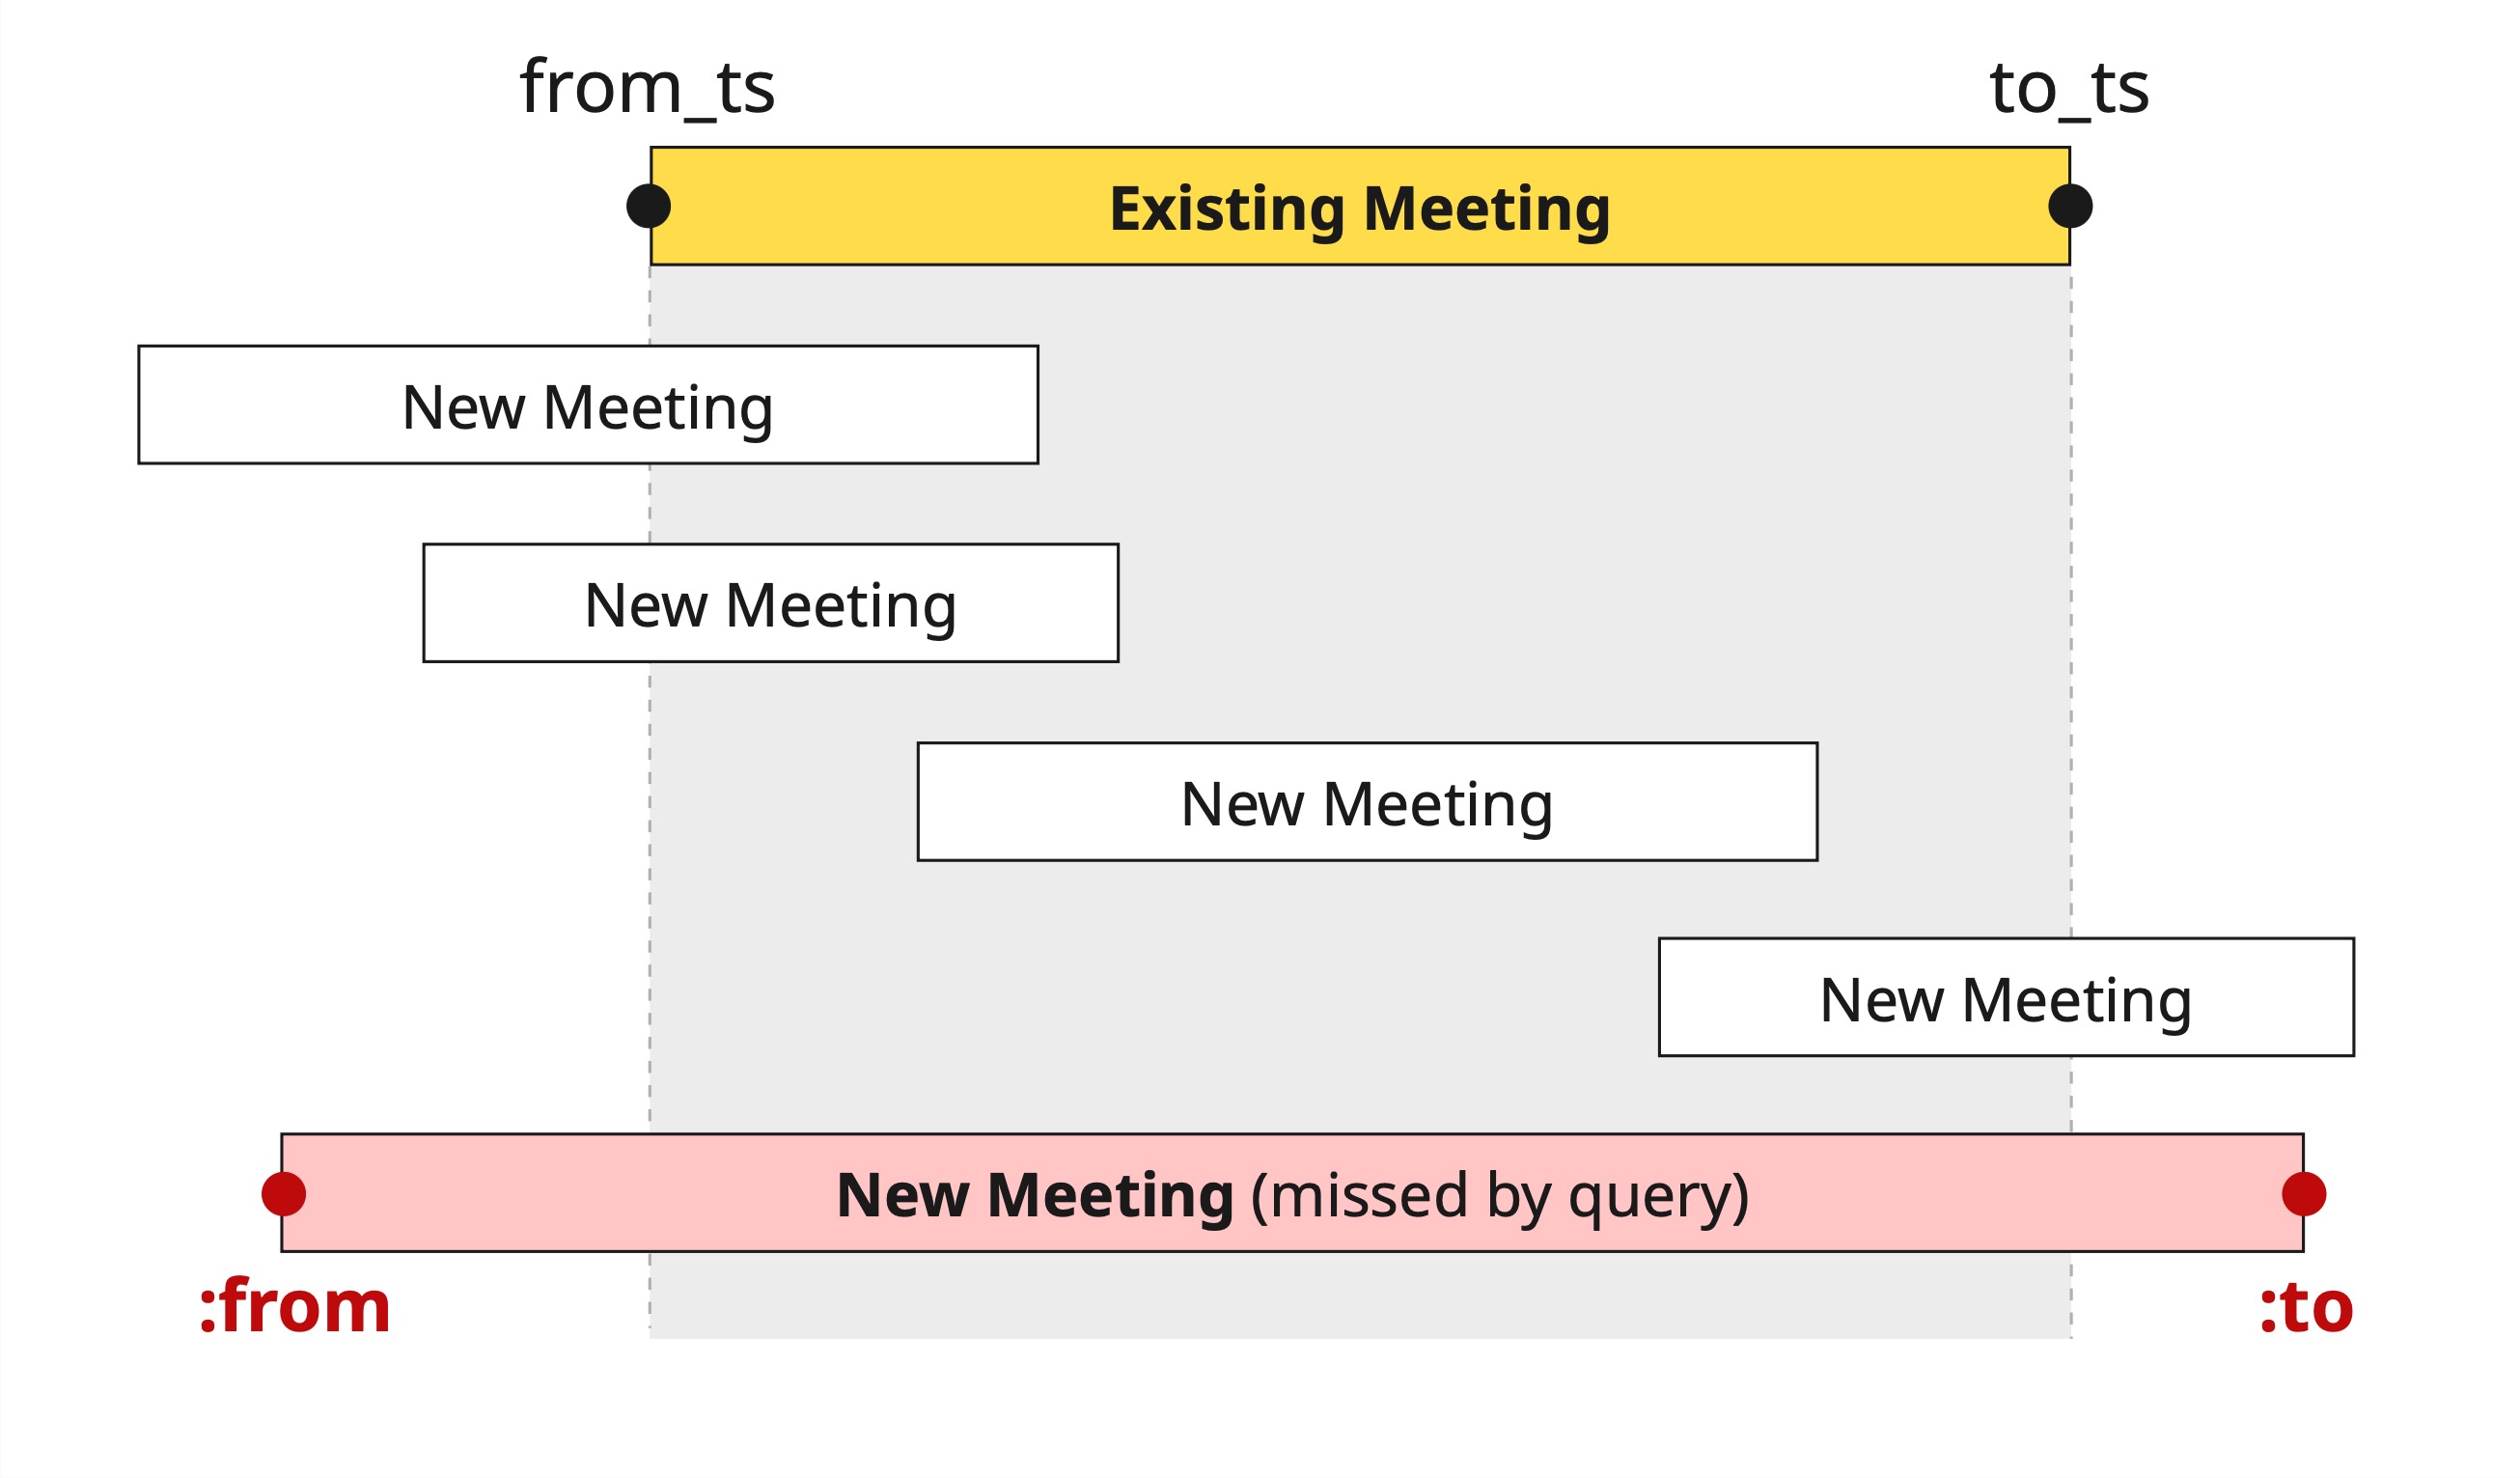 from_ts
to_ts
Existing Meeting
New Meeting
New Meeting
New Meeting
New Meeting
New Meeting (missed by query)
:from
:to